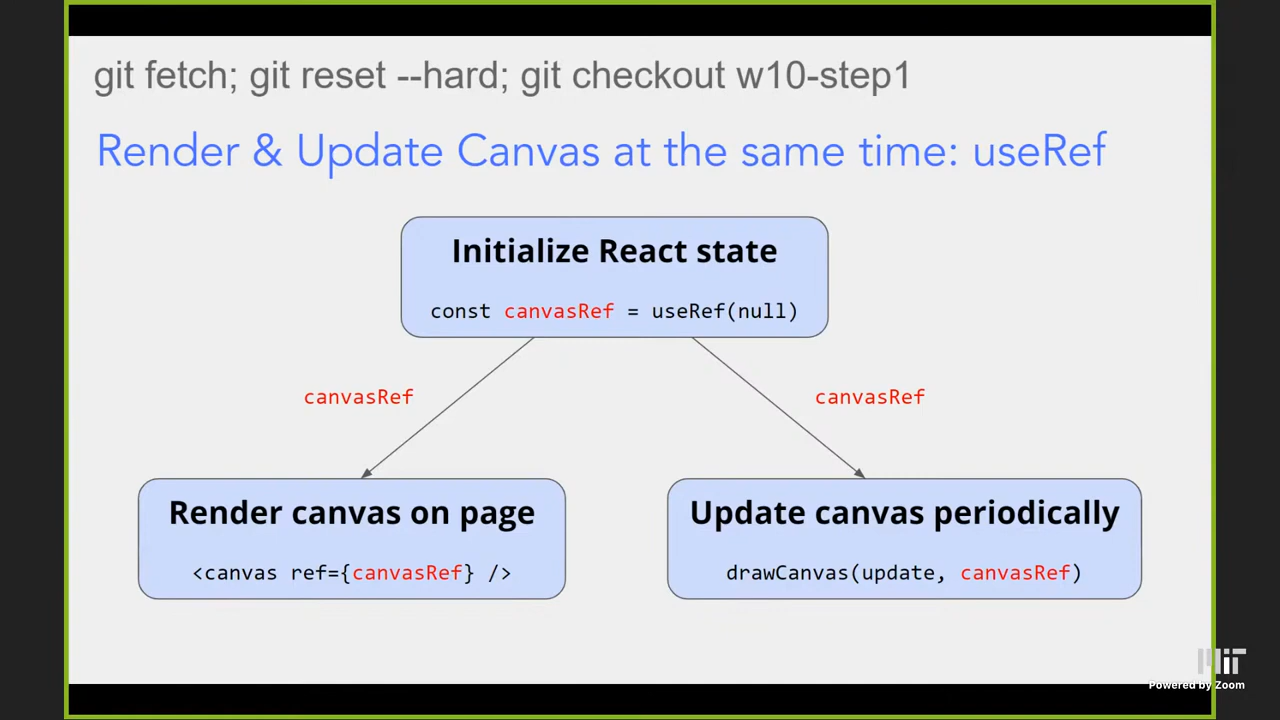 git fetch; git reset --hard; git checkout w10-step1
Render & Update Canvas at the same time: useRef
Initialize React state
const canvasRef = useRef(null)
canvasRef
canvasRef
Render canvas on page
<canvas ref={canvasRef} />
Update canvas periodically
drawCanvas(update, canvasRef)
MIT
Powered by Zoom